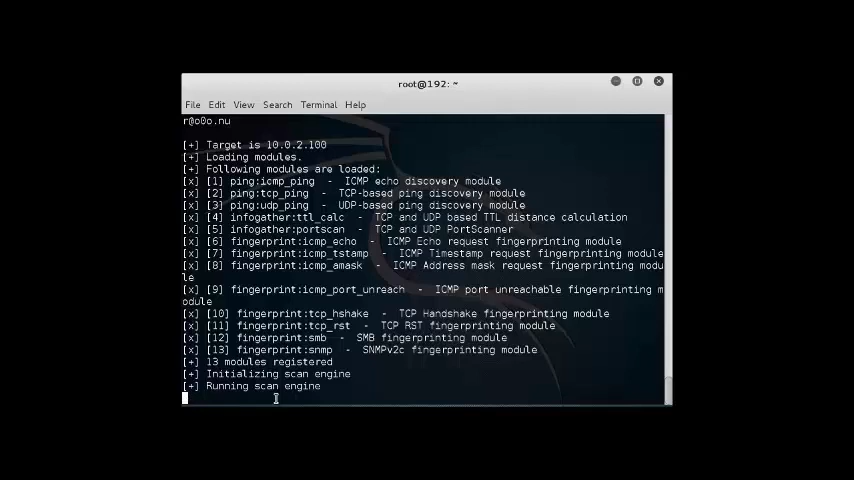 root@192: ~
File Edit View Search Terminal Help
r@o0o.nu
[+] Target is 10.0.2.100
[+] Loading modules.
[+] Following modules are loaded:
[x] [1] ping:icmp_ping  -  ICMP echo discovery module
[x] [2] ping:tcp_ping  -  TCP-based ping discovery module
[x] [3] ping:udp_ping  -  UDP-based ping discovery module
[x] [4] infogather:ttl_calc  -  TCP and UDP based TTL distance calculation
[x] [5] infogather:portscan  -  TCP and UDP PortScanner
[x] [6] fingerprint:icmp_echo  -  ICMP Echo request fingerprinting module
[x] [7] fingerprint:icmp_tstamp  -  ICMP Timestamp request fingerprinting module
[x] [8] fingerprint:icmp_amask  -  ICMP Address mask request fingerprinting modu
le
[x] [9] fingerprint:icmp_port_unreach  -  ICMP port unreachable fingerprinting m
odule
[x] [10] fingerprint:tcp_hshake  -  TCP Handshake fingerprinting module
[x] [11] fingerprint:tcp_rst  -  TCP RST fingerprinting module
[x] [12] fingerprint:smb  -  SMB fingerprinting module
[x] [13] fingerprint:snmp  -  SNMPv2c fingerprinting module
[+] 13 modules registered
[+] Initializing scan engine
[+] Running scan engine